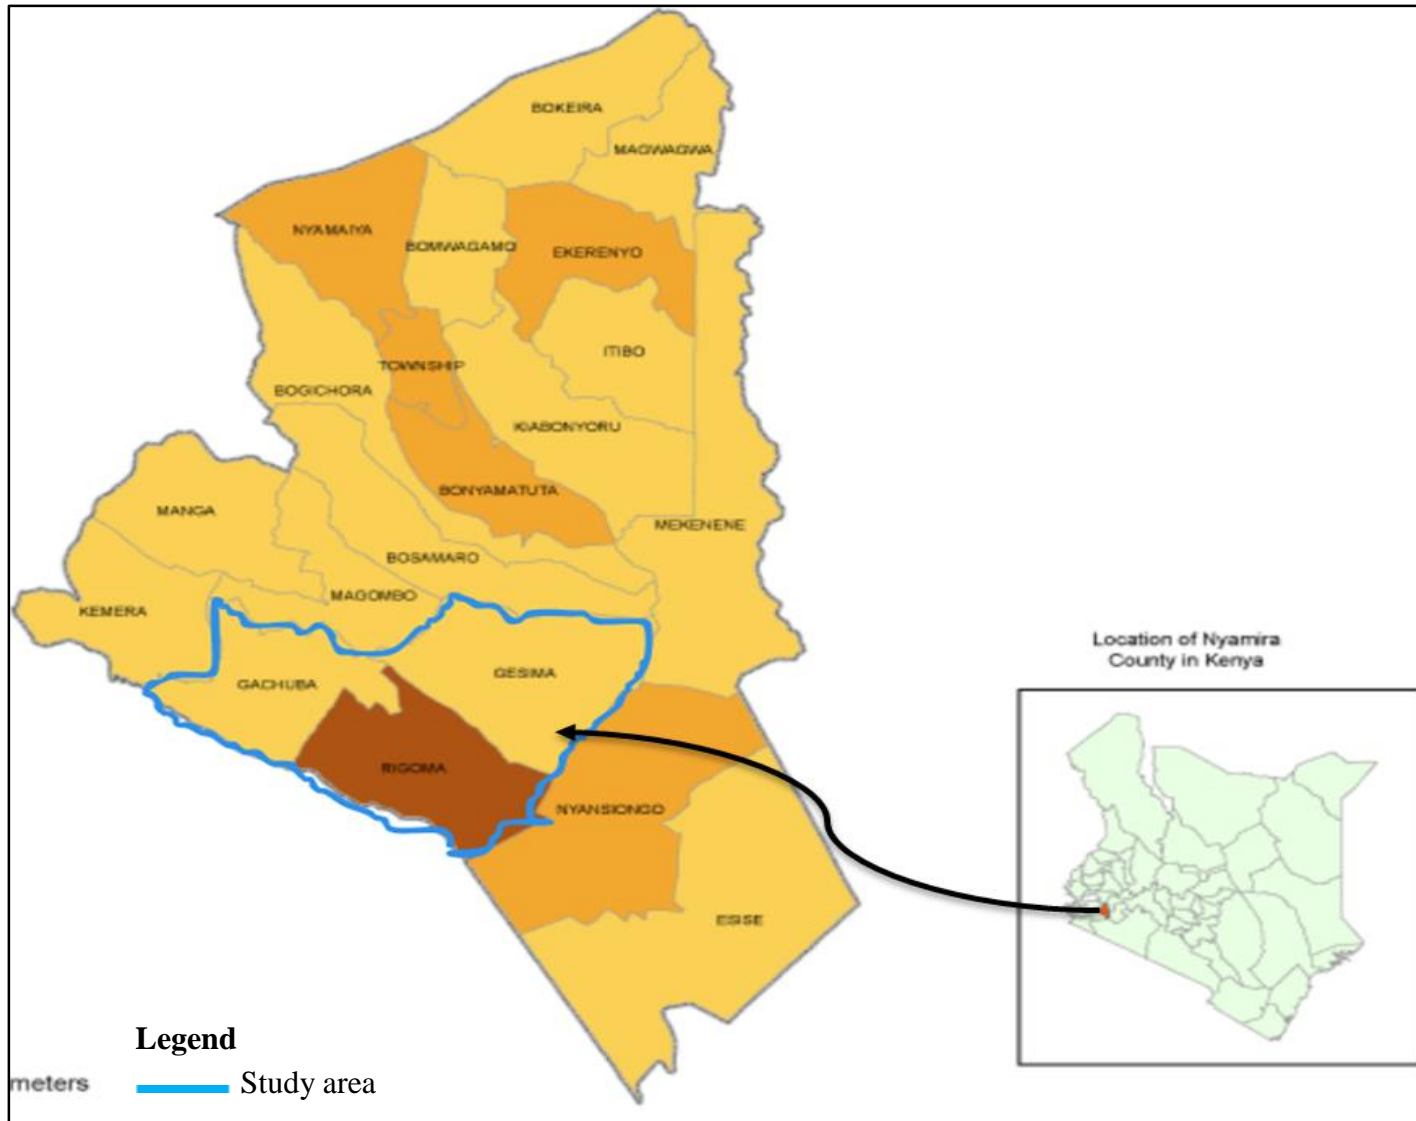 BOKEIRA
MAGWAGWA
NYAMAIYA
BOMWAGAMO
EKERENYO
ITIBO
TOWNSHIP
BOGICHORA
KIABONYORU
BONYAMATUTA
MANGA
MEKENENE
BOSAMARO
MAGOMBO
KEMERA
GESIMA
GACHUBA
RIGOMA
NYANSIONGO
ESISE
Location of Nyamira
County in Kenya
Legend
meters
Study area